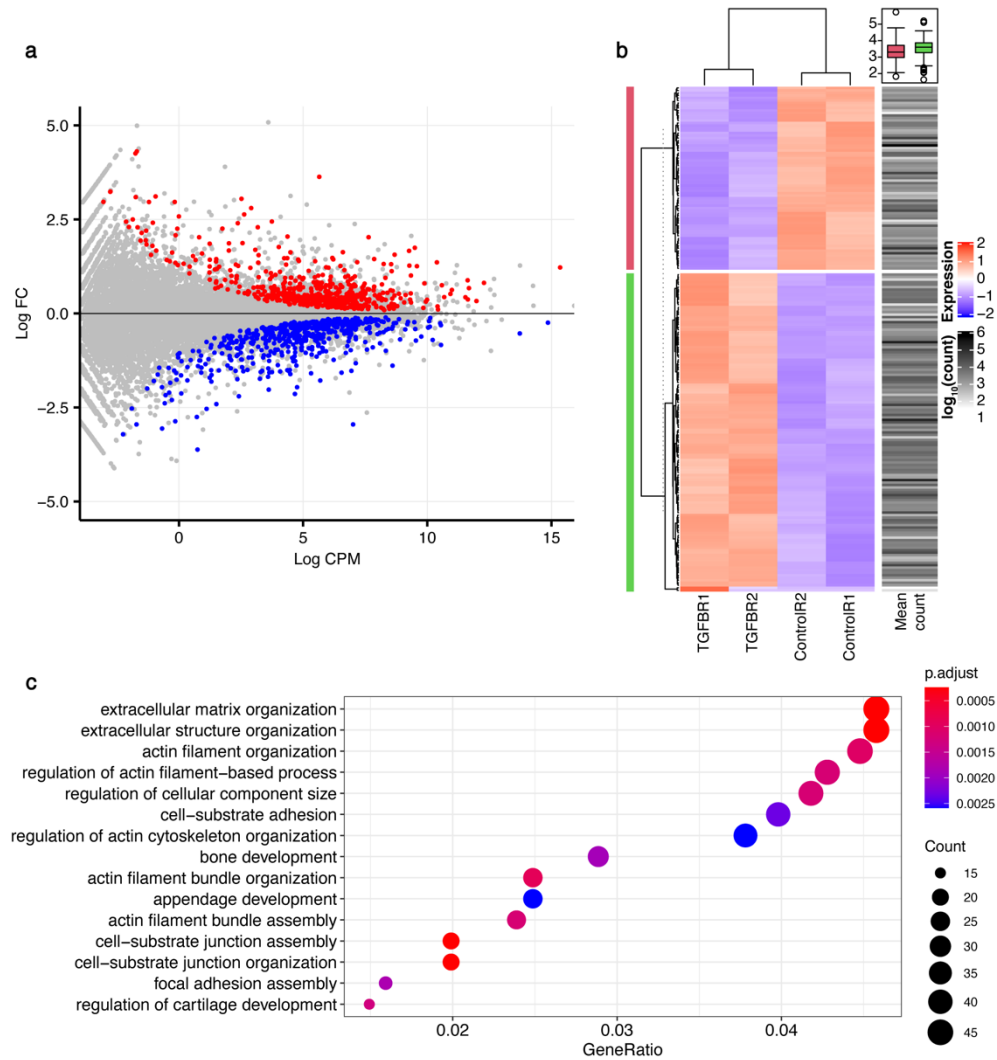 a
5.0
2.5
0.0
−2.5
−5.0
Log FC
0
5
10
15
Log CPM
b
5
4
3
2
TGFBR1
TGFBR2
ControlR2
ControlR1
Mean
count
Expression
2
1
0
−1
−2
log10(count)
6
5
4
3
2
1
c
extracellular matrix organization
extracellular structure organization
actin filament organization
regulation of actin filament−based process
regulation of cellular component size
cell−substrate adhesion
regulation of actin cytoskeleton organization
bone development
actin filament bundle organization
appendage development
actin filament bundle assembly
cell−substrate junction assembly
cell−substrate junction organization
focal adhesion assembly
regulation of cartilage development
0.02
0.03
0.04
GeneRatio
p.adjust
0.0005
0.0010
0.0015
0.0020
0.0025
Count
15
20
25
30
35
40
45